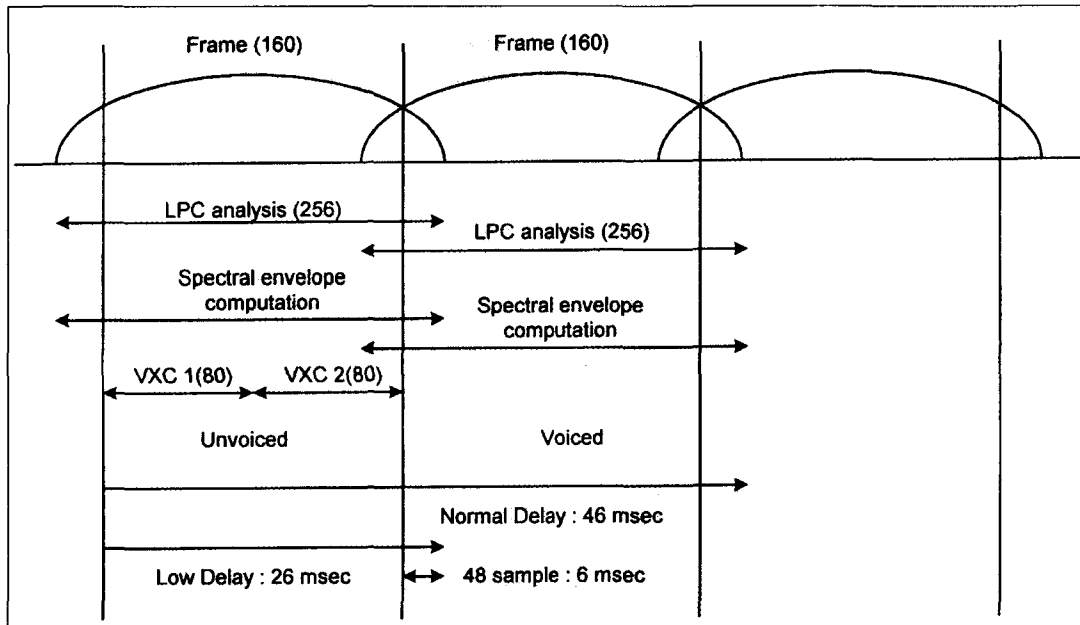 Frame (160)
Frame (160)
LPC analysis (256)
LPC analysis (256)
Spectral envelope
computation
Spectral envelope
computation
VXC 1(80)
VXC 2(80)
Unvoiced
Voiced
Normal Delay : 46 msec
Low Delay : 26 msec
48 sample : 6 msec